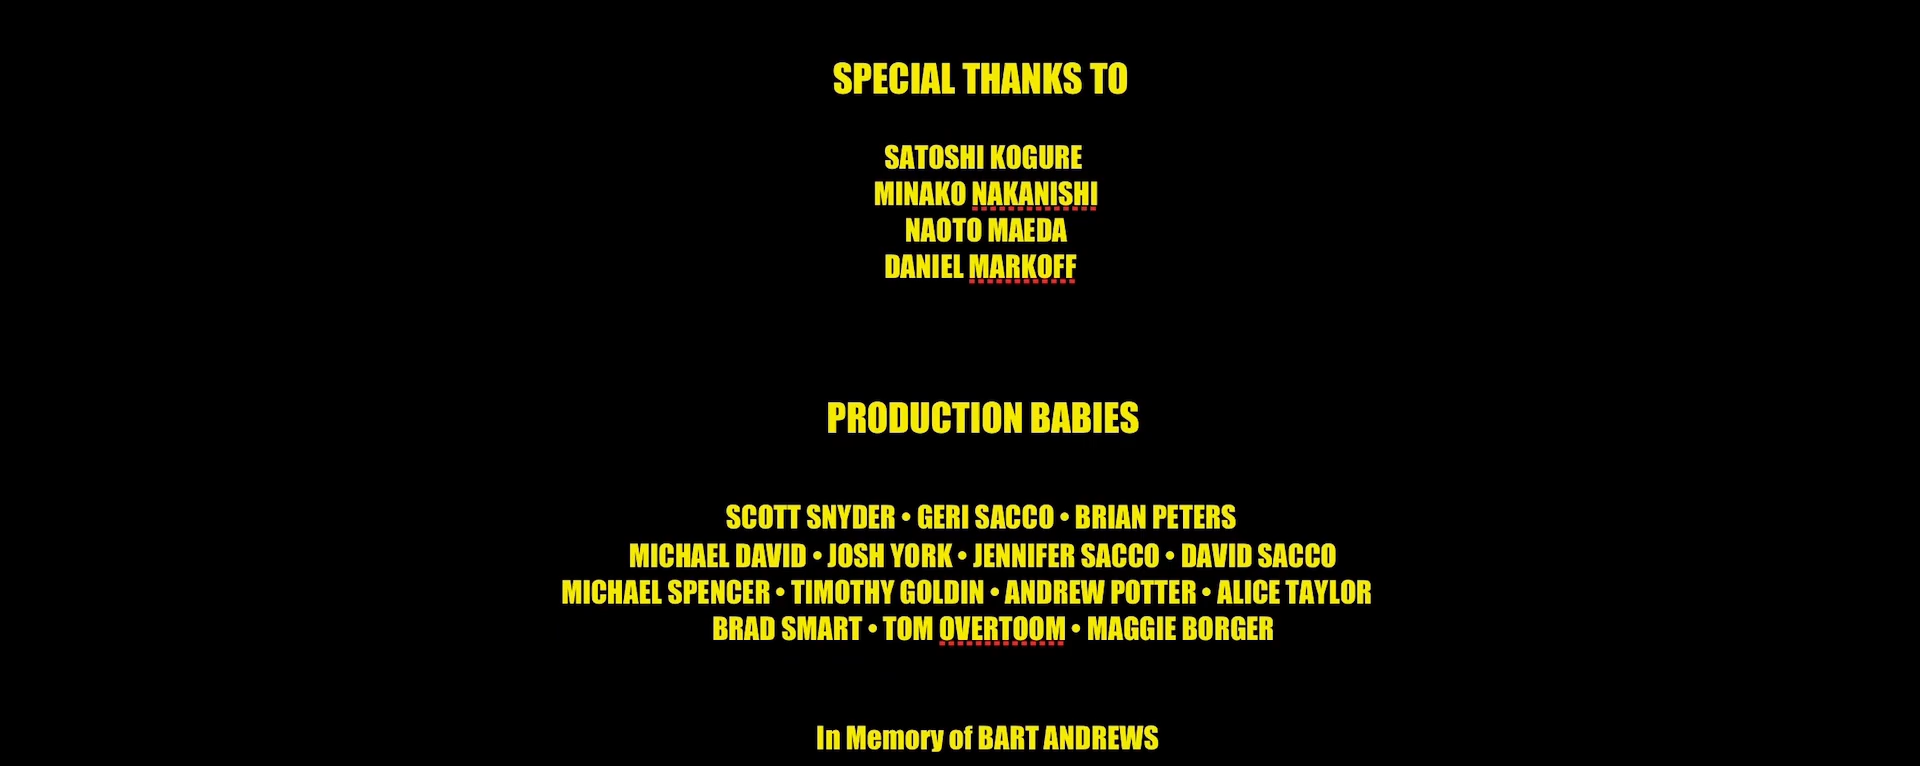 SPECIAL THANKS TO
SATOSHI KOGURE
MINAKO NAKANISHI
NAOTO MAEDA
DANIEL MARKOFF
PRODUCTION BABIES
SCOTT SNYDER • GERI SACCO • BRIAN PETERS
MICHAEL DAVID • JOSH YORK • JENNIFER SACCO • DAVID SACCO
MICHAEL SPENCER • TIMOTHY GOLDIN • ANDREW POTTER • ALICE TAYLOR
BRAD SMART • TOM OVERTOOM • MAGGIE BORGER
In Memory of BART ANDREWS